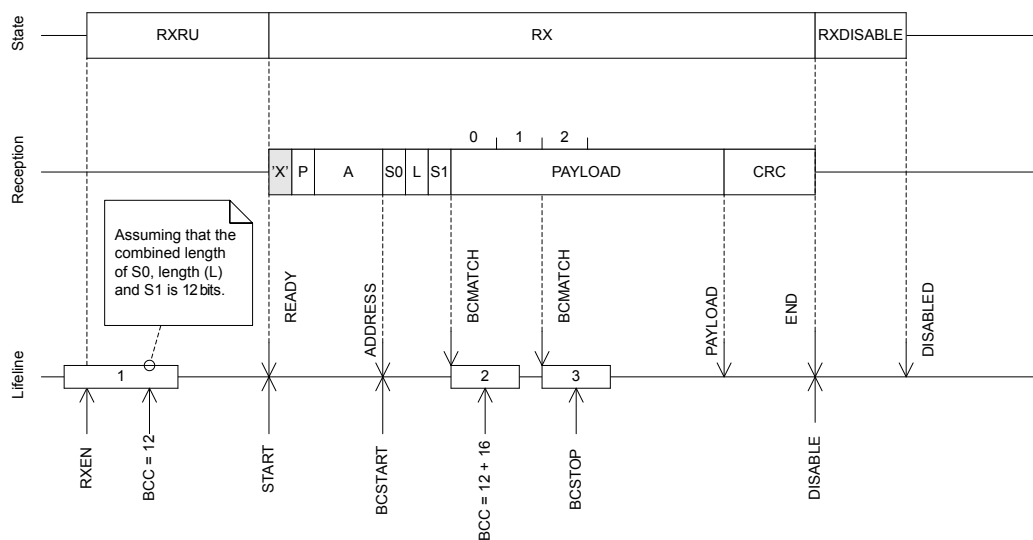 State
RXRU
RX
RXDISABLE
Reception
0 1 2
'X' P A S0 L S1 PAYLOAD CRC
Assuming that the
combined length
of S0, length (L)
and S1 is 12 bits.
READY
ADDRESS
BCMATCH
BCMATCH
PAYLOAD
END
DISABLED
Lifeline
1
2
3
RXEN
BCC = 12
START
BCSTART
BCC = 12 + 16
BCSTOP
DISABLE